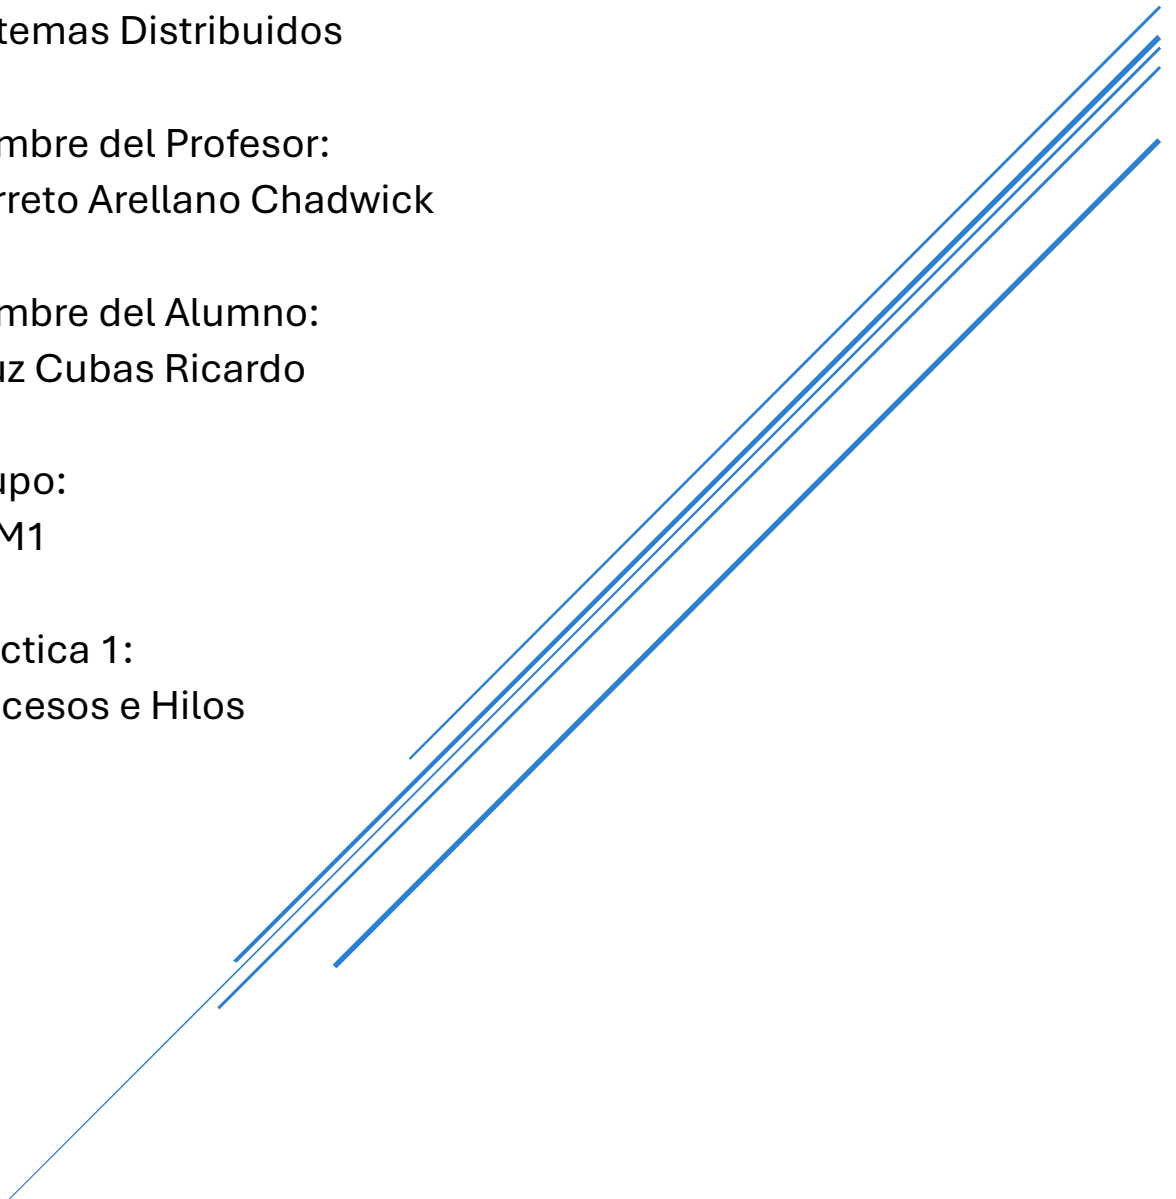 temas Distribuidos
mbre del Profesor:
rreto Arellano Chadwick
mbre del Alumno:
uz Cubas Ricardo
upo:
M1
ctica 1:
cesos e Hilos